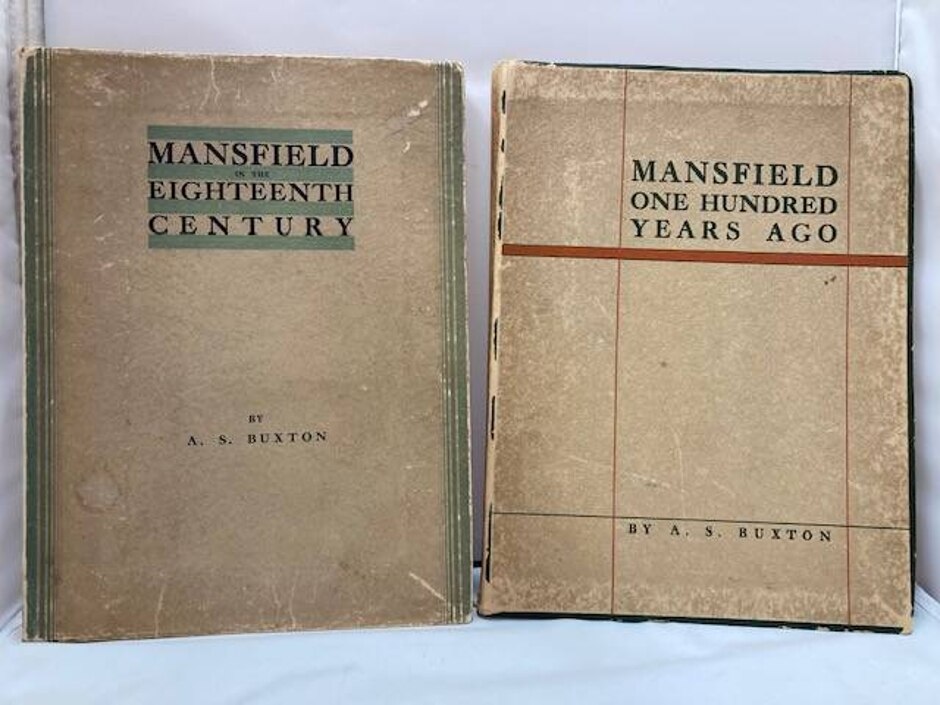 MANSFIELD
IN THE
EIGHTEENTH
CENTURY
BY
A. S. BUXTON
MANSFIELD
ONE HUNDRED
YEARS AGO
BY A. S. BUXTON